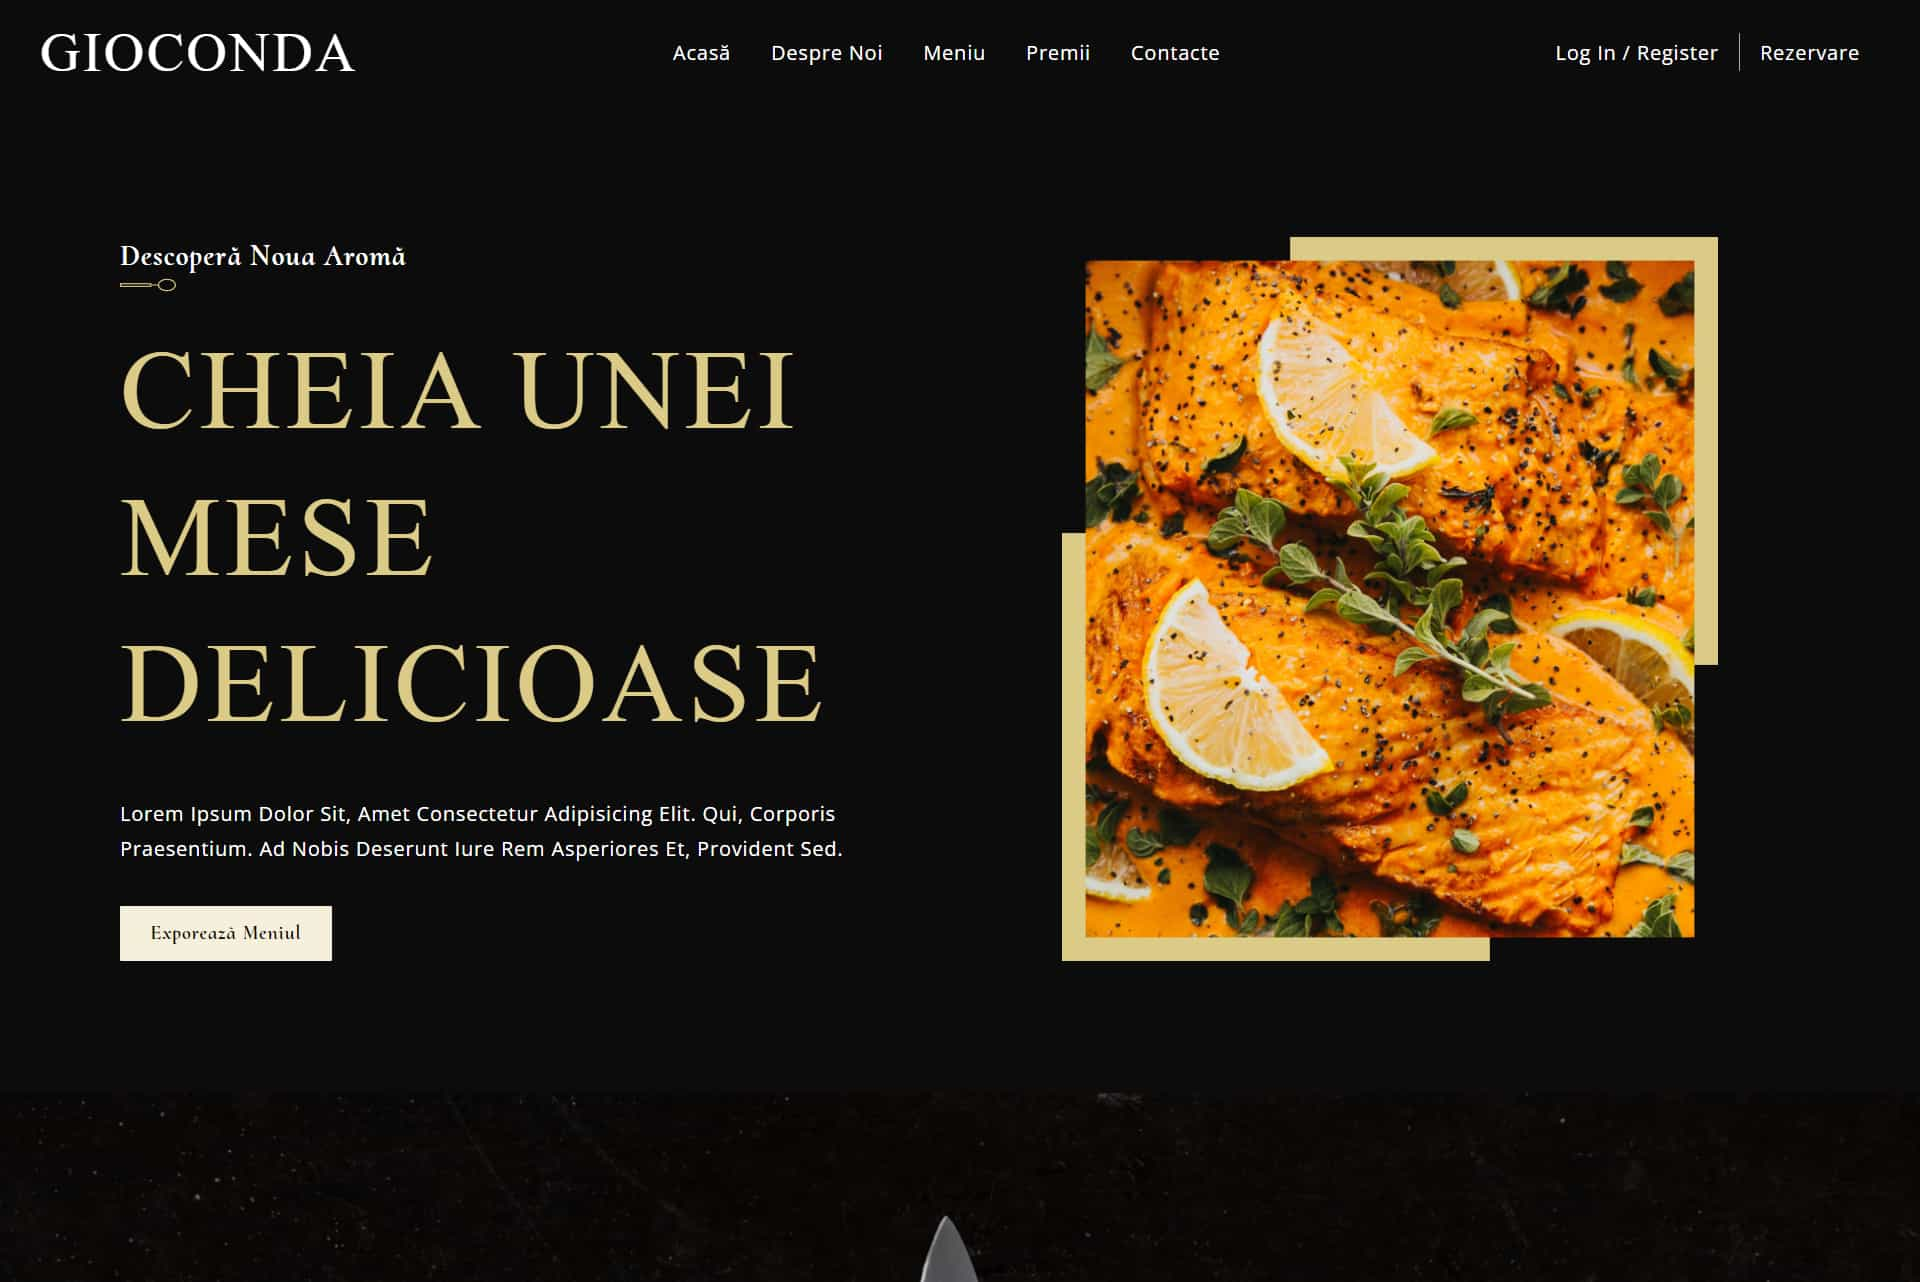 GIOCONDA
Acasă Despre Noi Meniu Premii Contacte
Log In / Register Rezervare
Descoperă Noua Aromă
CHEIA UNEI
MESE
DELICIOASE
Lorem Ipsum Dolor Sit, Amet Consectetur Adipisicing Elit. Qui, Corporis
Praesentium. Ad Nobis Deserunt Iure Rem Asperiores Et, Provident Sed.
Exporează Meniul